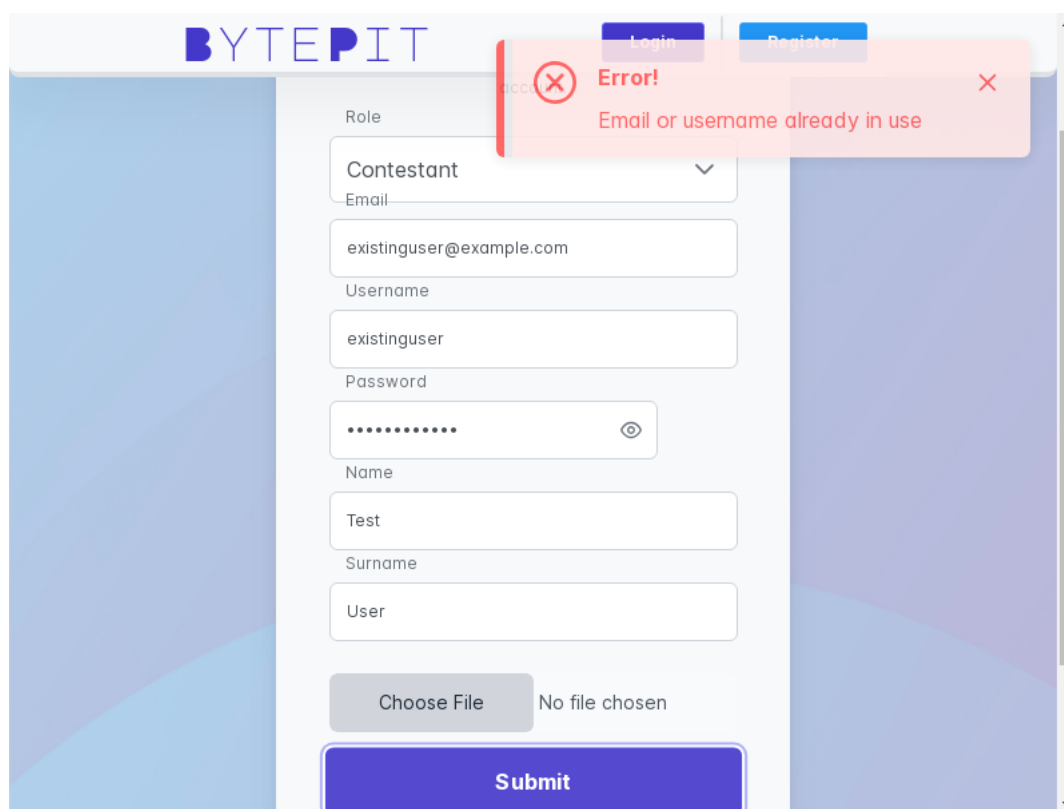 BYTEPIT
Login
Register
Error!
Email or username already in use
account
Role
Contestant
Email
existinguser@example.com
Username
existinguser
Password
••••••••••••
Name
Test
Surname
User
Choose File No file chosen
Submit